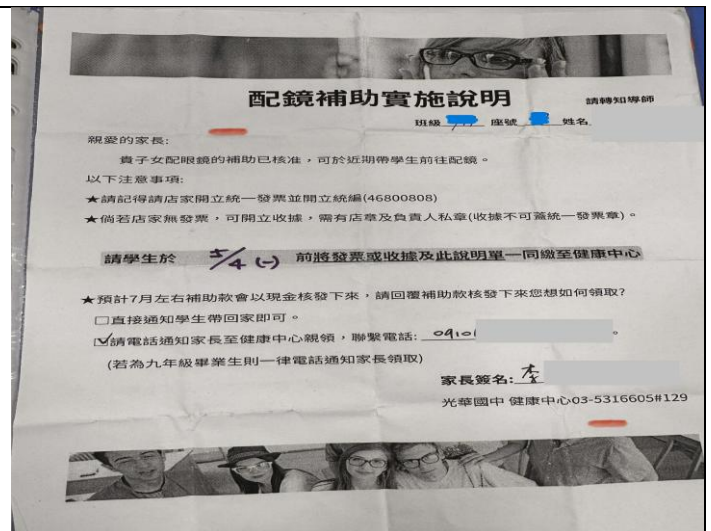 配鏡補助實施說明
請轉知導師
班級 座號 姓名
親愛的家長:
貴子女配眼鏡的補助已核准，可於近期帶學生前往配鏡。
以下注意事項:
★請記得請店家開立統一發票並開立統編(46800808)
★倘若店家無發票，可開立收據，需有店章及負責人私章(收據不可蓋統一發票章)。
請學生於 5/4 (一) 前將發票或收據及此說明單一同繳至健康中心
★預計7月左右補助款會以現金核發下來，請回覆補助款核發下來您想如何領取?
□直接通知學生帶回家即可。
☑請電話通知家長至健康中心親領，聯繫電話: 0910 。
(若為九年級畢業生則一律電話通知家長領取)
家長簽名: 李
光華國中 健康中心03-5316605#129